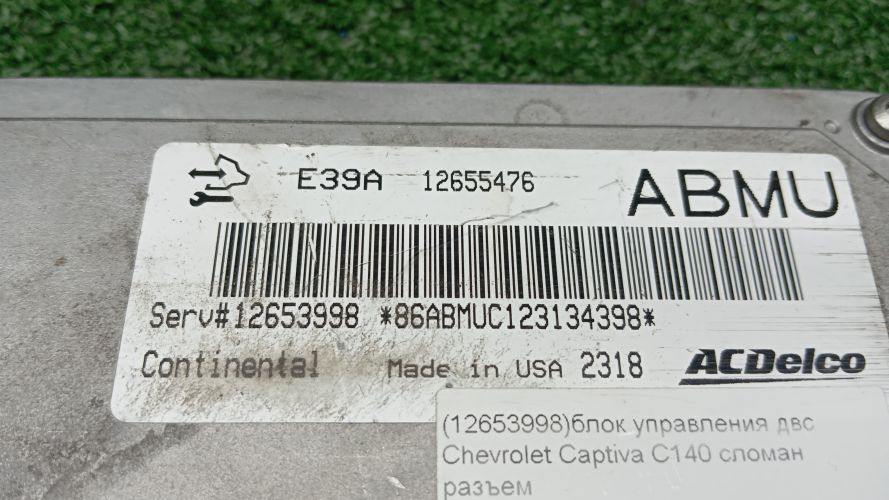 E39A 12655476 ABMU
Serv#12653998 *86ABMUC123134398*
Continental Made in USA 2318 ACDelco
(12653998)блок управления двс
Chevrolet Captiva C140 сломан
разъем